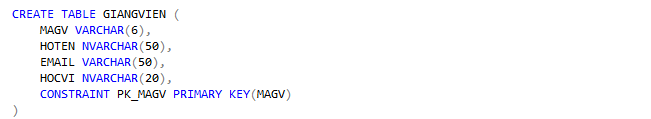 CREATE TABLE GIANGVIEN (
    MAGV VARCHAR(6),
    HOTEN NVARCHAR(50),
    EMAIL VARCHAR(50),
    HOCVI NVARCHAR(20),
    CONSTRAINT PK_MAGV PRIMARY KEY(MAGV)
)